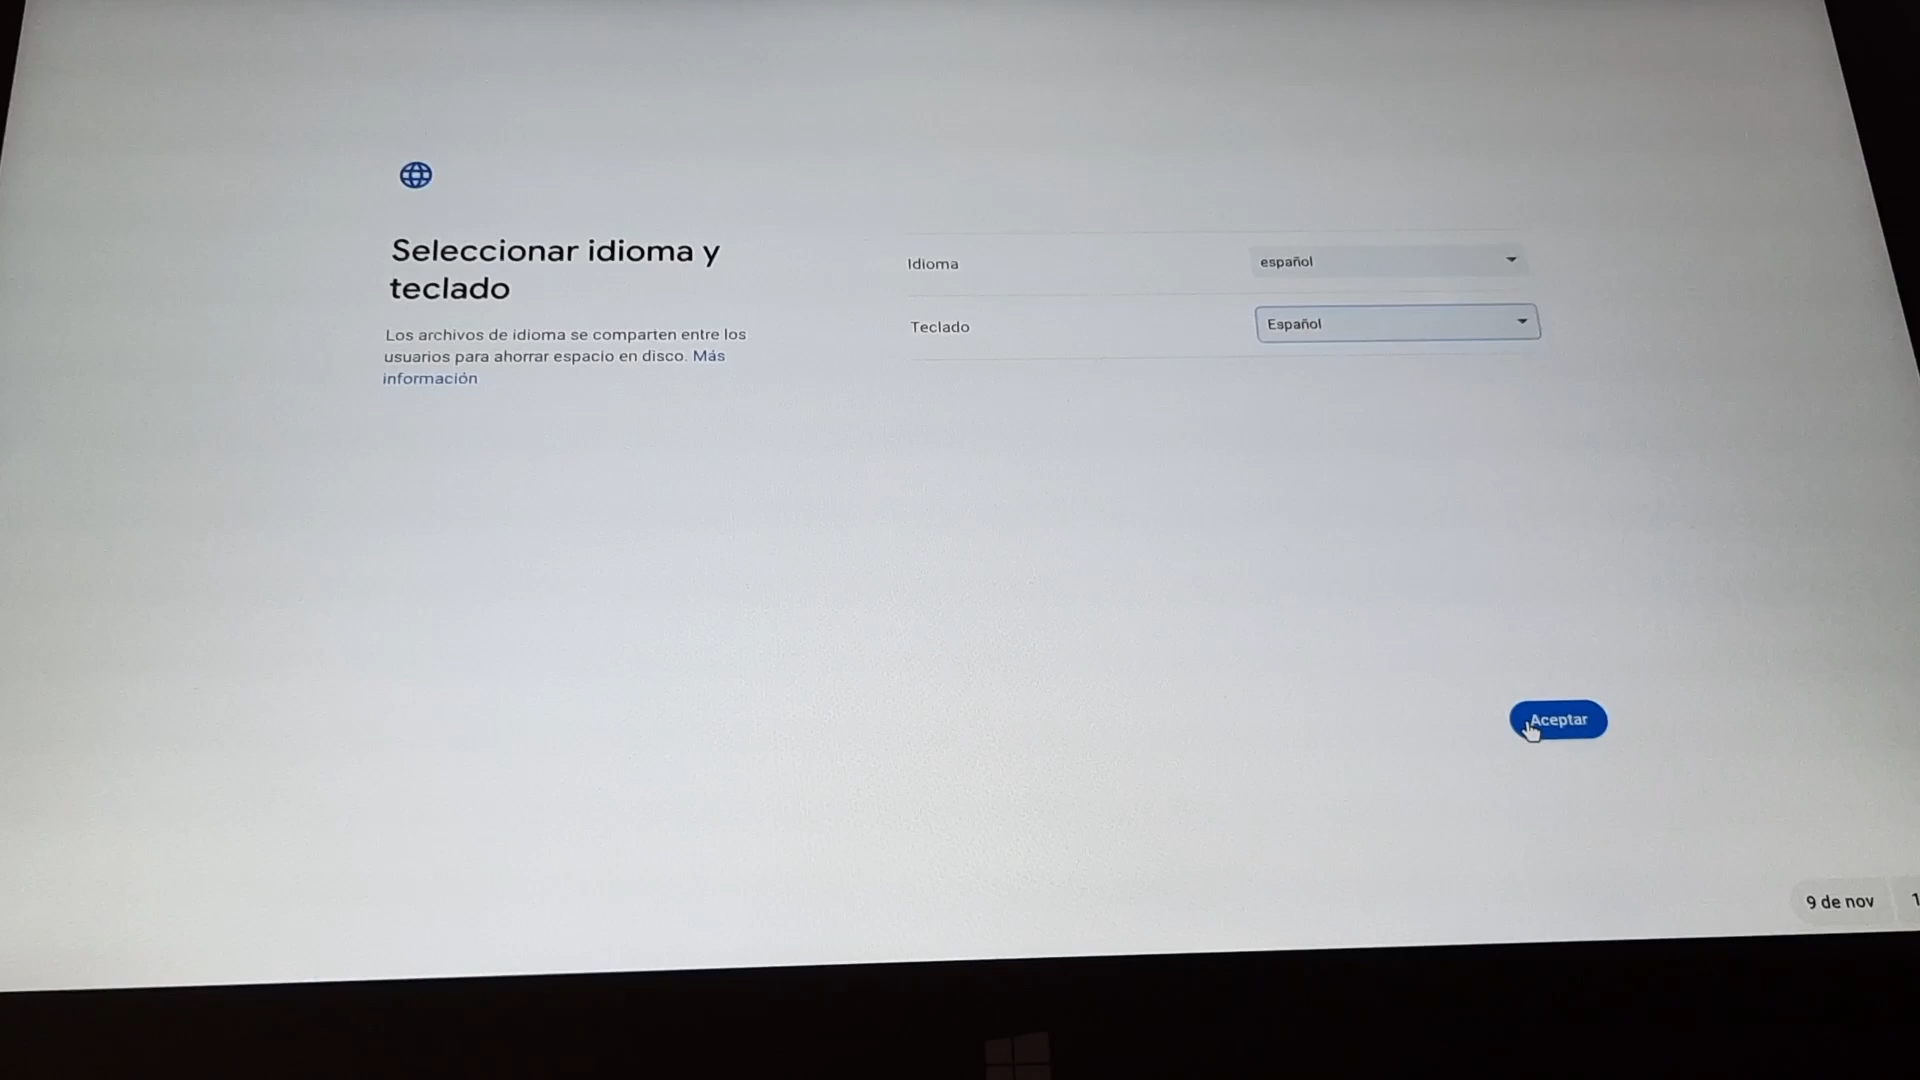 Seleccionar idioma y
teclado
Los archivos de idioma se comparten entre los
usuarios para ahorrar espacio en disco. Más
información
Idioma
español
Teclado
Español
Aceptar
9 de nov